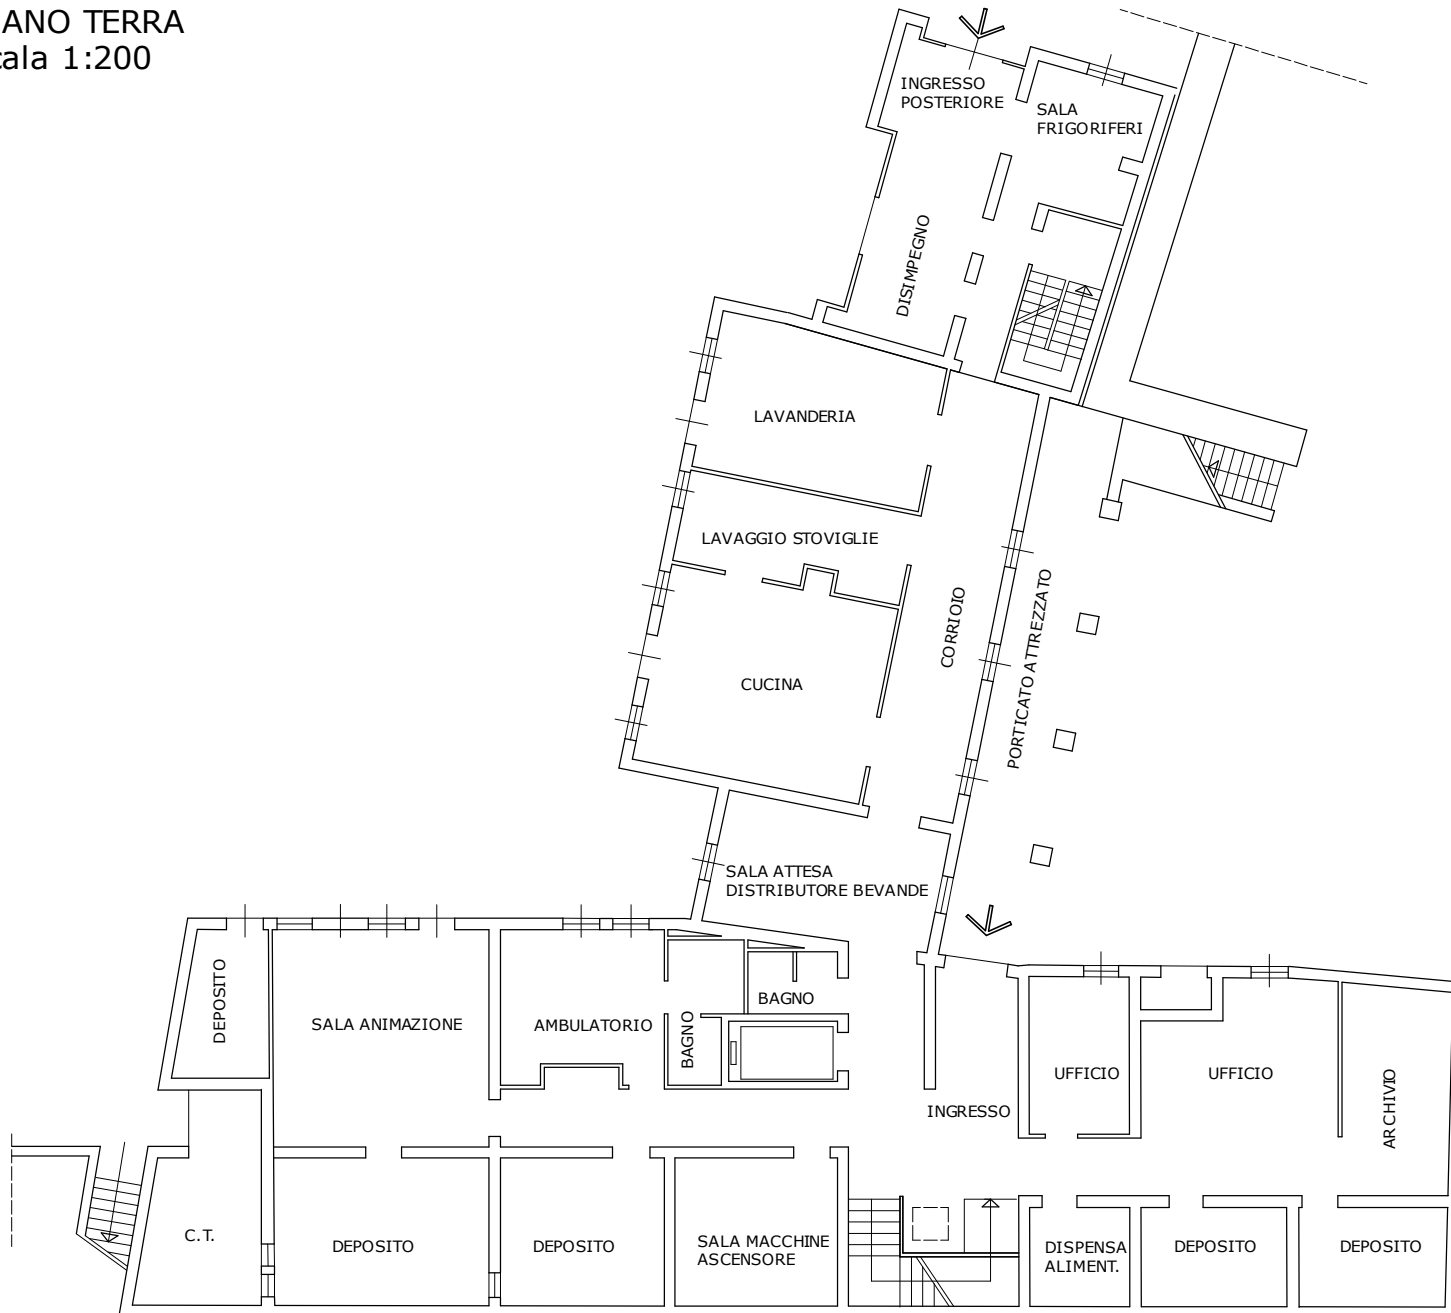 ANO TERRA
cala 1:200
INGRESSO
POSTERIORE
SALA
FRIGORIFERI
DISIMPEGNO
LAVANDERIA
LAVAGGIO STOVIGLIE
CORRIOIO
PORTICATO ATTREZZATO
CUCINA
SALA ATTESA
DISTRIBUTORE BEVANDE
DEPOSITO
SALA ANIMAZIONE
AMBULATORIO
BAGNO
BAGNO
UFFICIO
UFFICIO
ARCHIVIO
INGRESSO
C.T.
DEPOSITO
DEPOSITO
SALA MACCHINE
ASCENSORE
DISPENSA
ALIMENT.
DEPOSITO
DEPOSITO